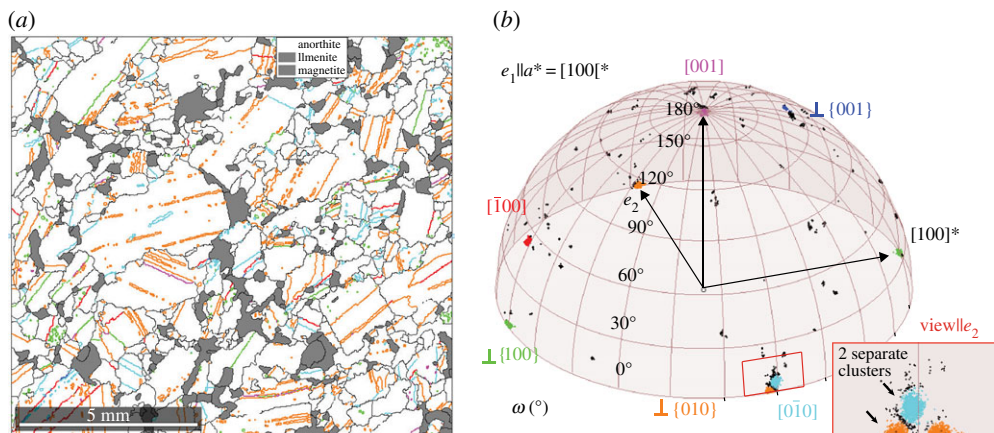 (a)
anorthite
llmenite
magnetite
5 mm
(b)
e₁||a* = [100[*
[001]
⊥{001}
180°
150°
120°
e₂
90°
[1̄00]
[100]*
60°
30°
0°
⊥{100}
ω (°)
⊥{010}
[01̄0]
view||e₂
2 separate
clusters